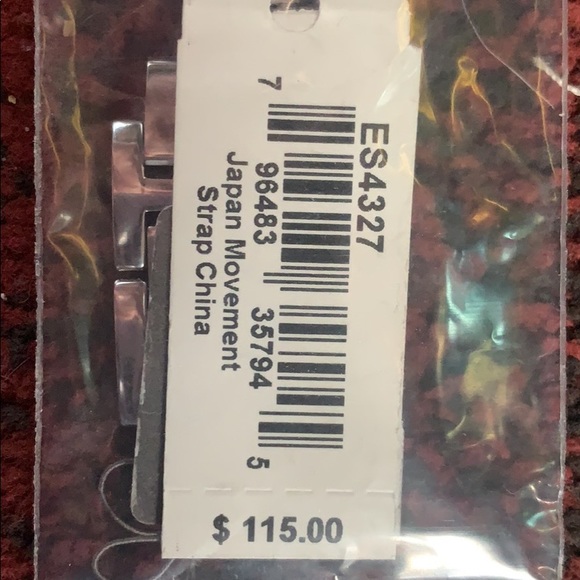 ES4327
7 96483 35794 5
Japan Movement
Strap China
$ 115.00